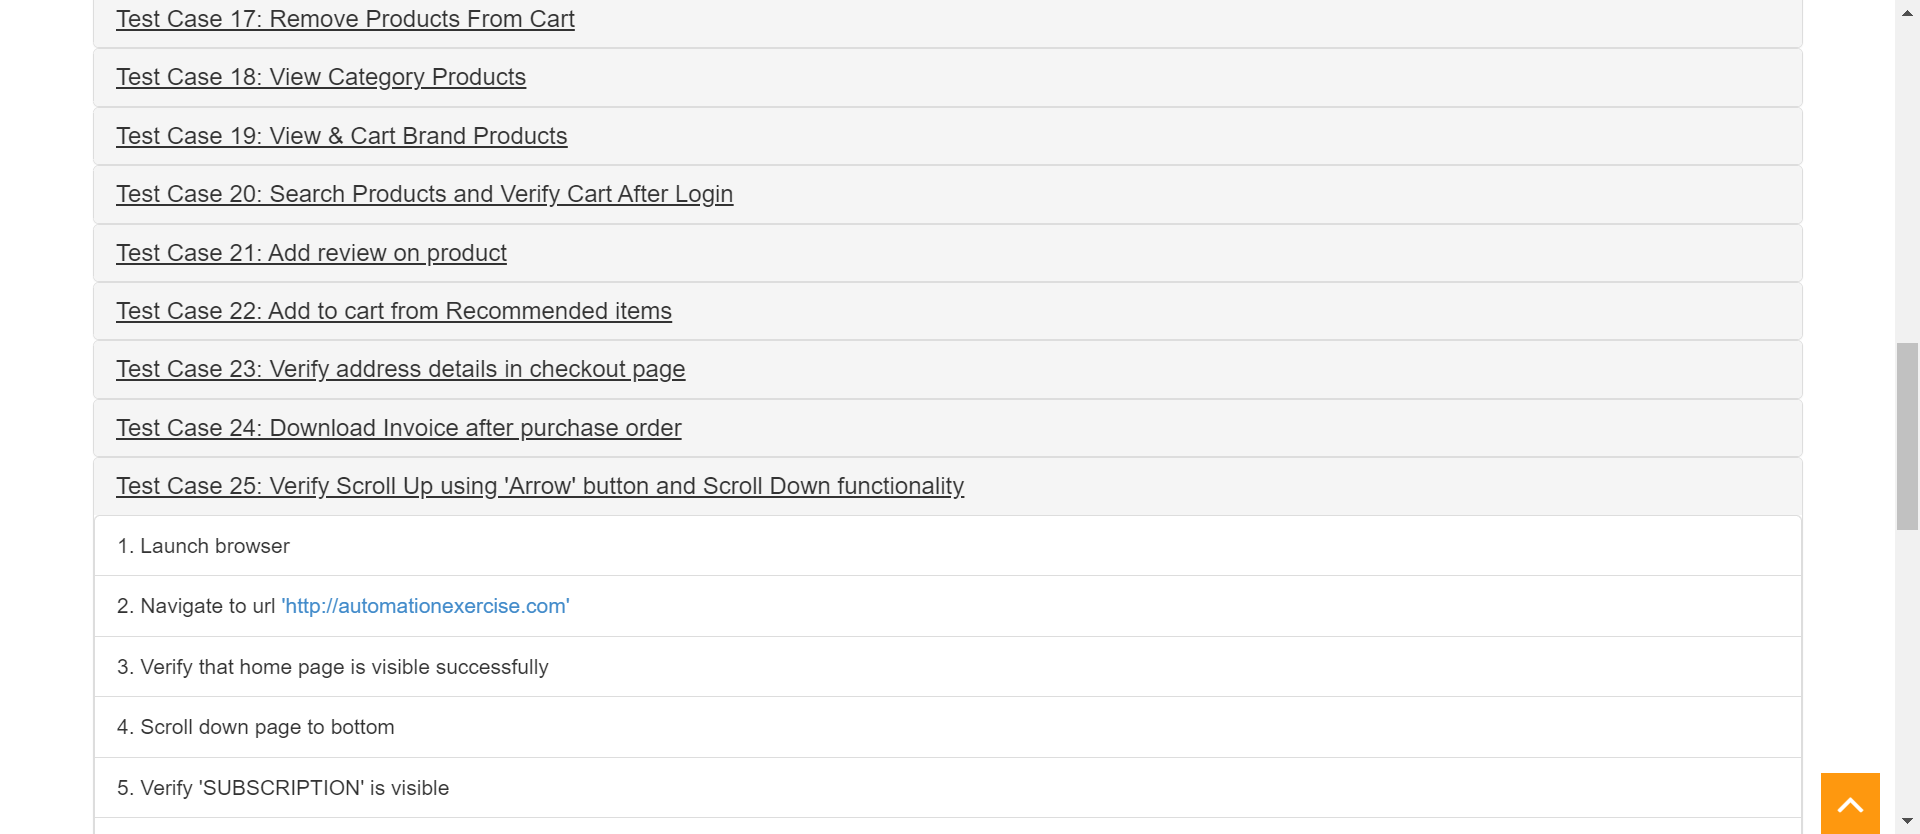 Test Case 17: Remove Products From Cart
Test Case 18: View Category Products
Test Case 19: View & Cart Brand Products
Test Case 20: Search Products and Verify Cart After Login
Test Case 21: Add review on product
Test Case 22: Add to cart from Recommended items
Test Case 23: Verify address details in checkout page
Test Case 24: Download Invoice after purchase order
Test Case 25: Verify Scroll Up using 'Arrow' button and Scroll Down functionality
1. Launch browser
2. Navigate to url 'http://automationexercise.com'
3. Verify that home page is visible successfully
4. Scroll down page to bottom
5. Verify 'SUBSCRIPTION' is visible